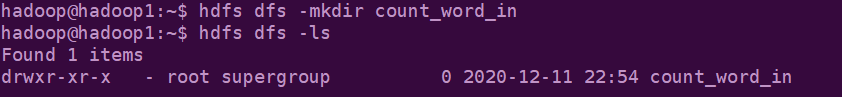 hadoop@hadoop1:~$ hdfs dfs -mkdir count_word_in
hadoop@hadoop1:~$ hdfs dfs -ls
Found 1 items
drwxr-xr-x   - root supergroup          0 2020-12-11 22:54 count_word_in